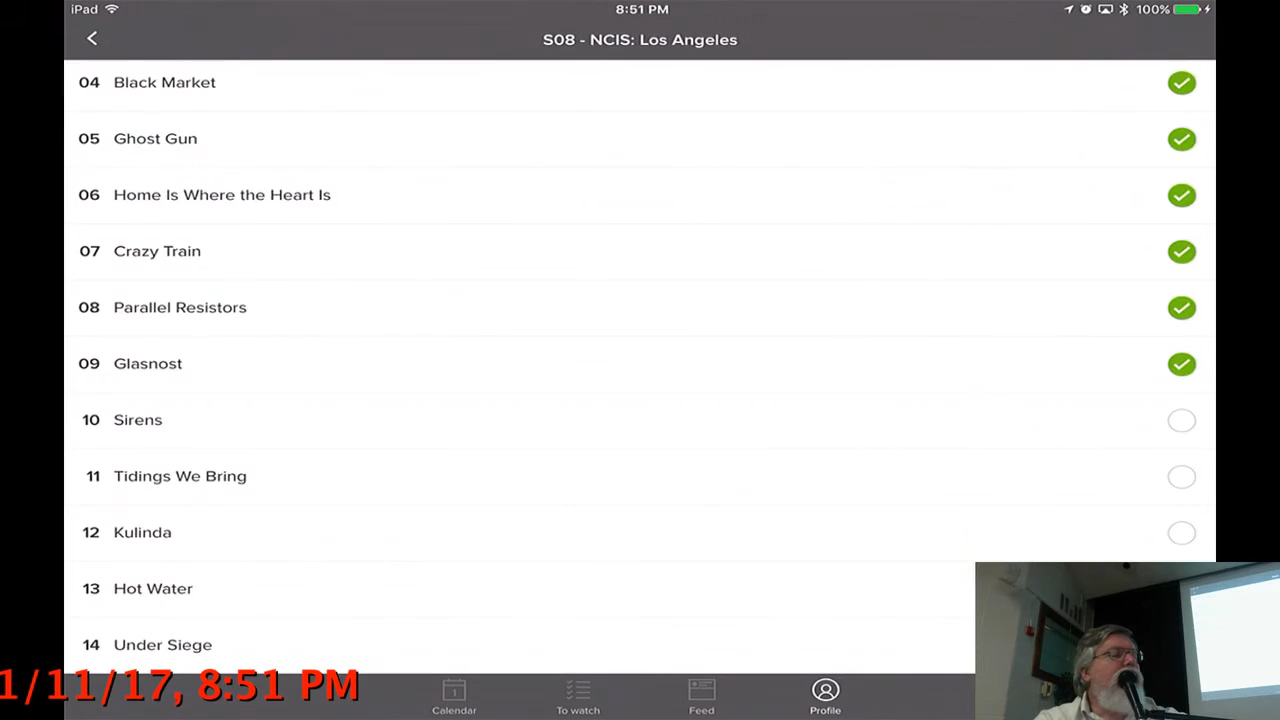 iPad
8:51 PM
100%
S08 - NCIS: Los Angeles
04 Black Market
05 Ghost Gun
06 Home Is Where the Heart Is
07 Crazy Train
08 Parallel Resistors
09 Glasnost
10 Sirens
11 Tidings We Bring
12 Kulinda
13 Hot Water
14 Under Siege
1/11/17, 8:51 PM
1
Calendar
To watch
Feed
Profile